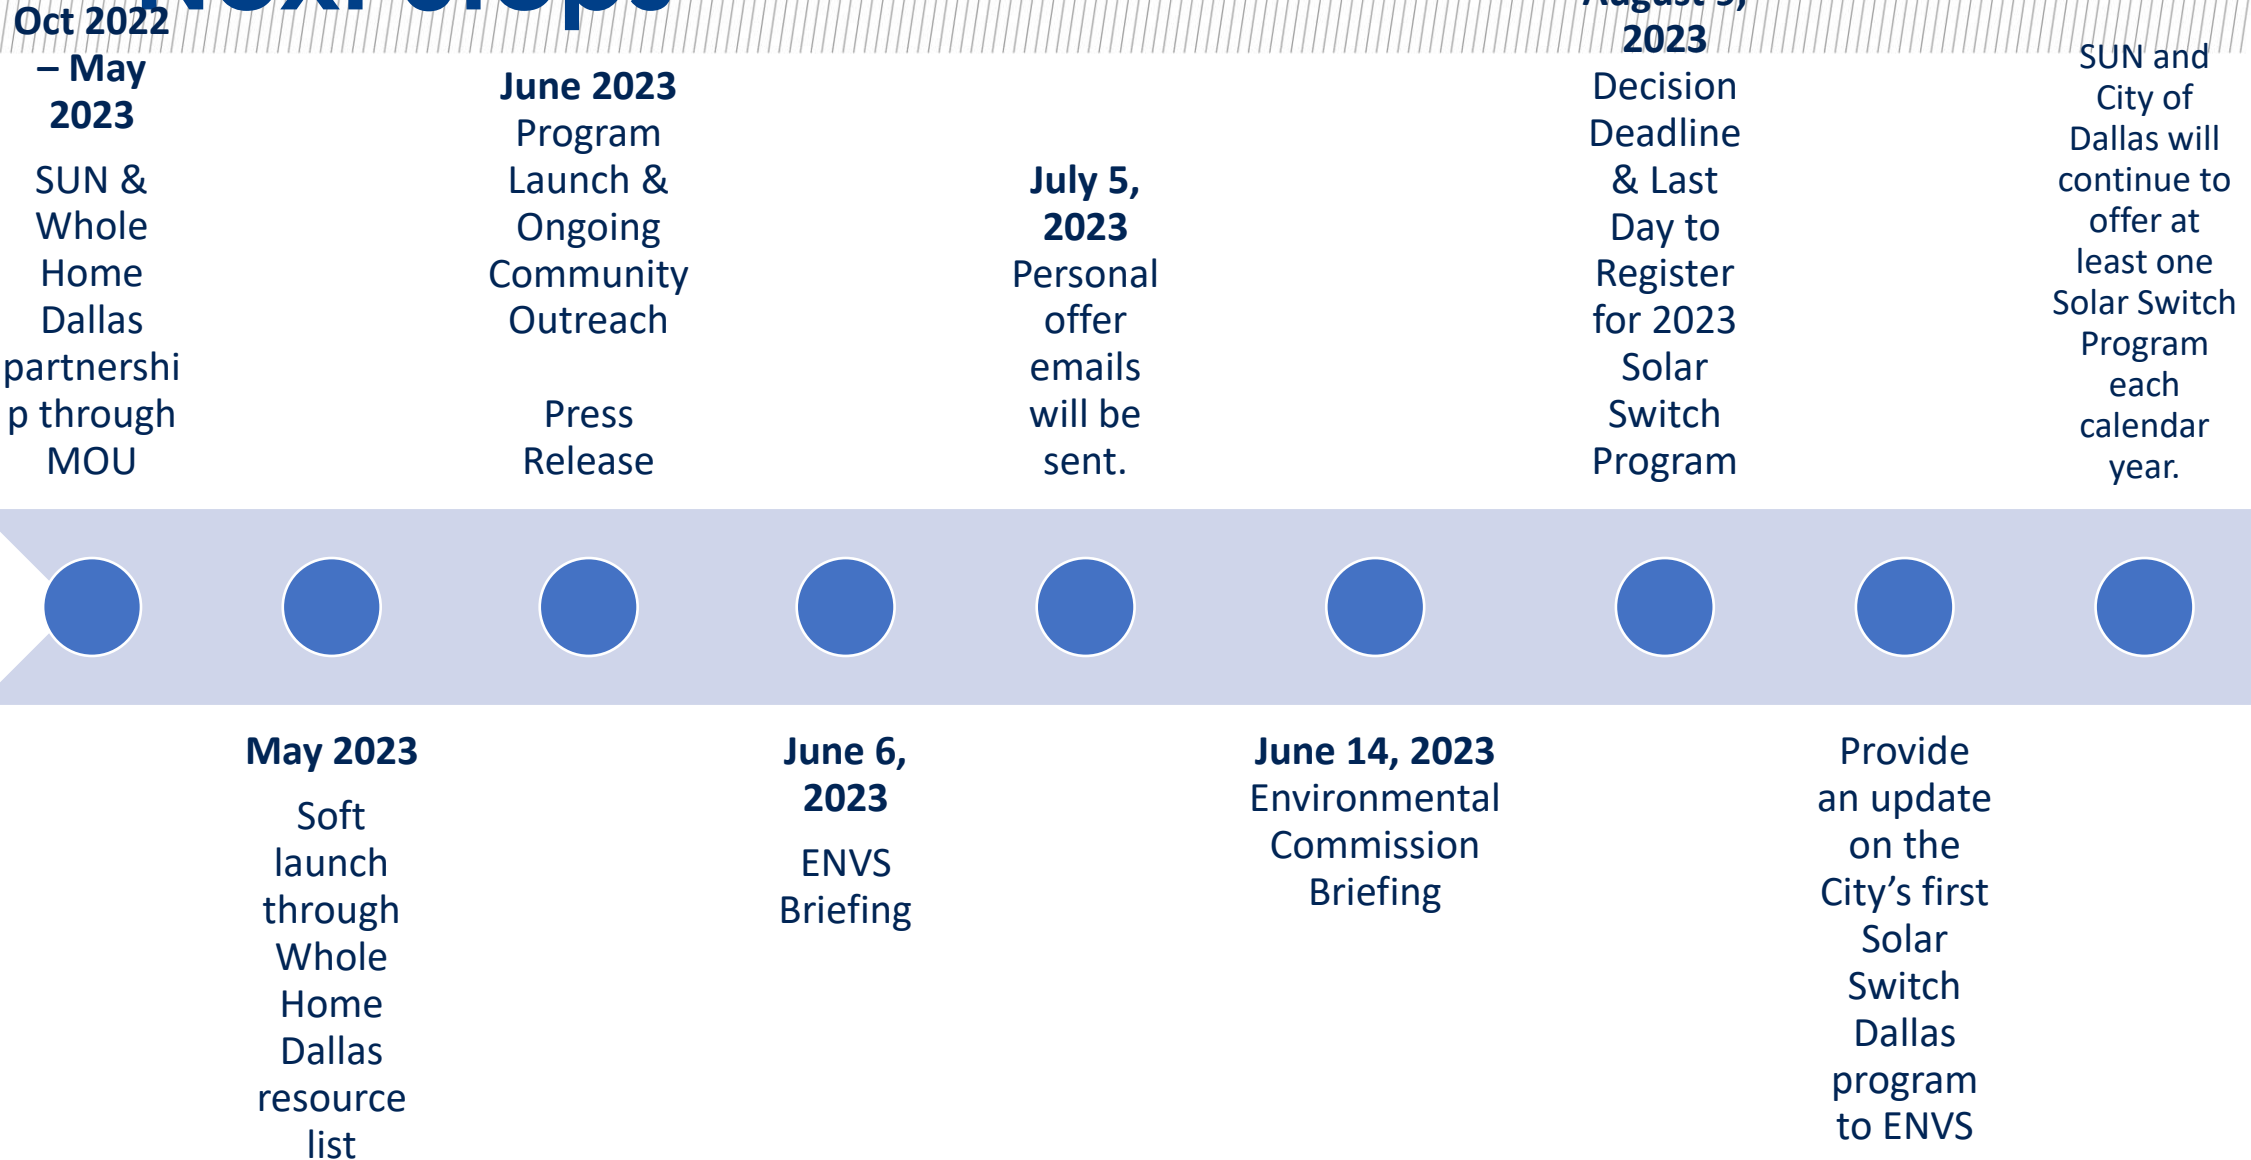 Next Steps
Oct 2022
– May
2023
SUN &
Whole
Home
Dallas
partnershi
p through
MOU
May 2023
Soft
launch
through
Whole
Home
Dallas
resource
list
June 2023
Program
Launch &
Ongoing
Community
Outreach
Press
Release
June 6,
2023
ENVS
Briefing
July 5,
2023
Personal
offer
emails
will be
sent.
June 14, 2023
Environmental
Commission
Briefing
August
2023
Decision
Deadline
& Last
Day to
Register
for 2023
Solar
Switch
Program
Provide
an update
on the
City’s first
Solar
Switch
Dallas
program
to ENVS
SUN and
City of
Dallas will
continue to
offer at
least one
Solar Switch
Program
each
calendar
year.